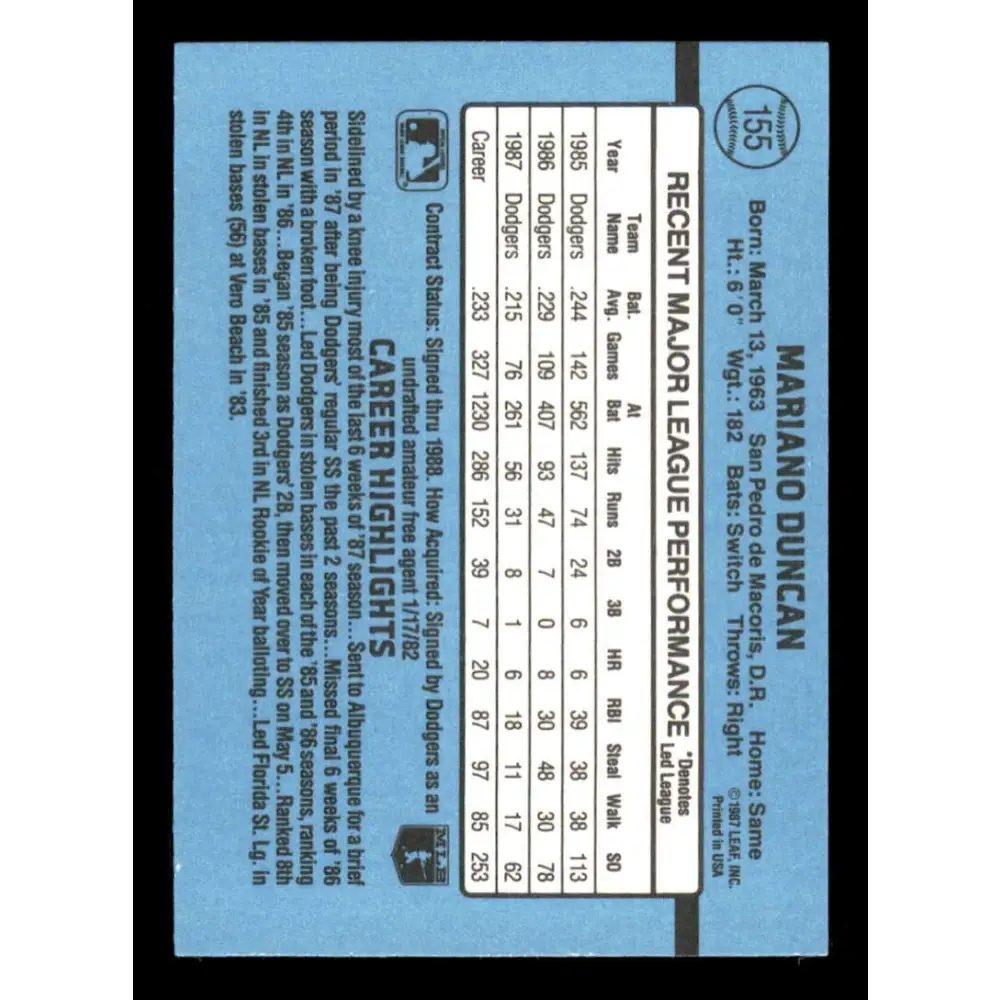 155
MARIANO DUNCAN
Born: March 13, 1963 San Pedro de Macoris, D.R. Home: Same
Ht.: 6'0" Wgt.: 182 Bats: Switch Throws: Right
©1987 LEAF, INC.
Printed in USA
RECENT MAJOR LEAGUE PERFORMANCE *Denotes
Led League
Year Team Name Bat. Avg. Games At Bat Hits Runs 2B 3B HR RBI Steal Walk SO
1985 Dodgers .244 142 562 137 74 24 6 6 39 38 38 113
1986 Dodgers .229 109 407 93 47 7 0 8 30 48 30 78
1987 Dodgers .215 76 261 56 31 8 1 6 18 11 17 62
Career .233 327 1230 286 152 39 7 20 87 97 85 253
Contract Status: Signed thru 1988. How Acquired: Signed by Dodgers as an
undrafted amateur free agent 1/17/82
MLB
CAREER HIGHLIGHTS
Sidelined by a knee injury most of the last 6 weeks of '87 season...Sent to Albuquerque for a brief
period in '87 after being Dodgers' regular SS the past 2 seasons...Missed final 6 weeks of '86
season with a broken foot...Led Dodgers in stolen bases in each of the '85 and '86 seasons, ranking
4th in NL in '86...Began '85 season as Dodgers' 2B, then moved over to SS on May 5...Ranked 8th
in NL in stolen bases in '85 and finished 3rd in NL Rookie of Year balloting...Led Florida St. Lg. in
stolen bases (56) at Vero Beach in '83.